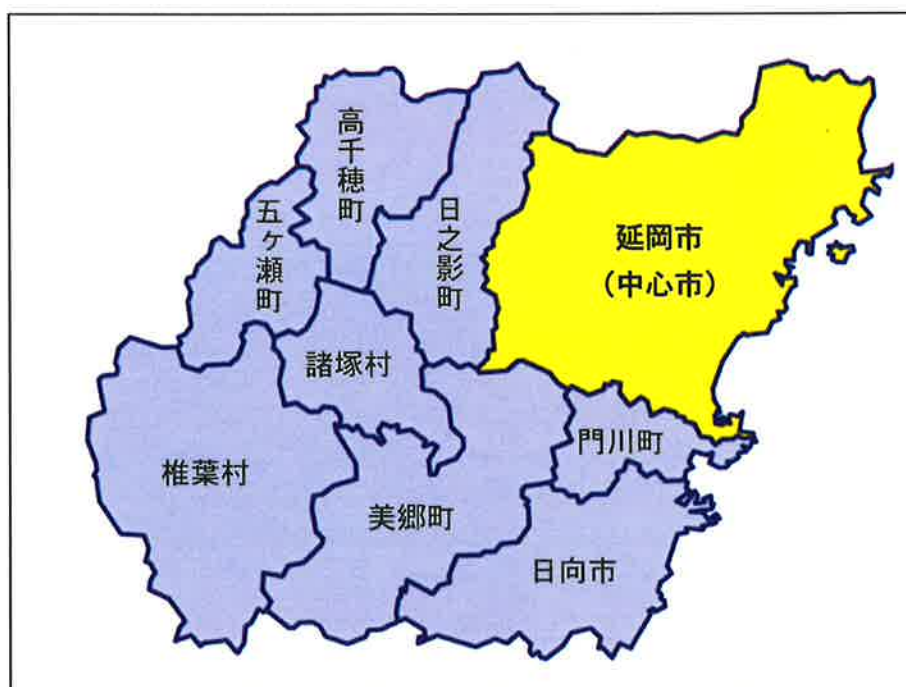 高千穂町
五ヶ瀬町
日之影町
延岡市
（中心市）
諸塚村
門川町
椎葉村
美郷町
日向市